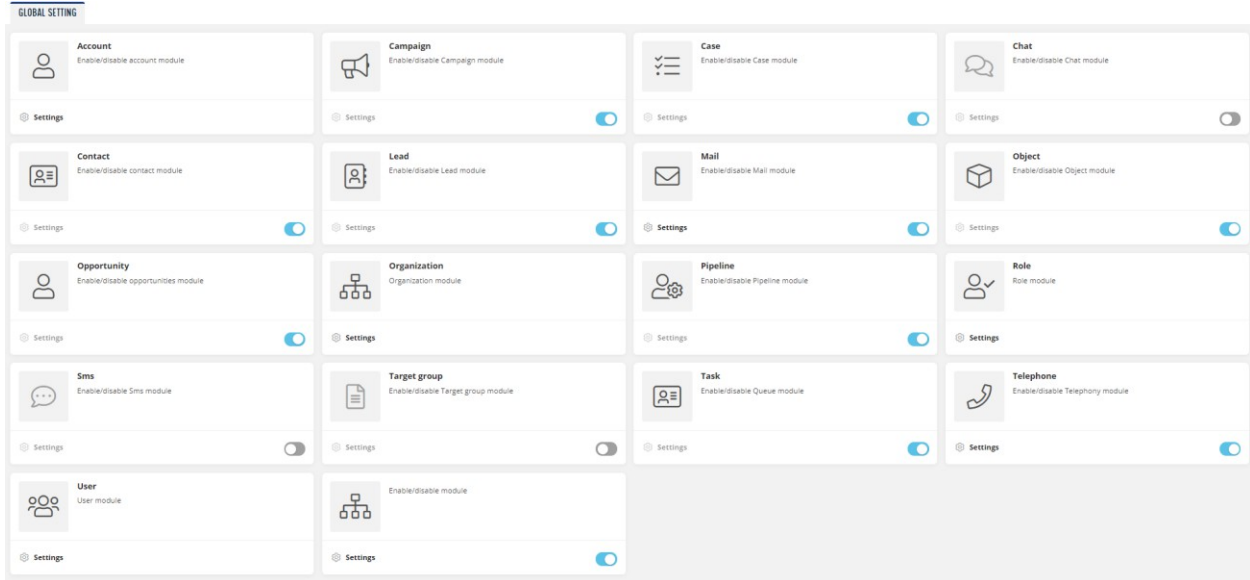 GLOBAL SETTING
Account
Enable/disable account module
Settings
Campaign
Enable/disable Campaign module
Settings
Case
Enable/disable Case module
Settings
Chat
Enable/disable Chat module
Settings
Contact
Enable/disable contact module
Settings
Lead
Enable/disable Lead module
Settings
Mail
Enable/disable Mail module
Settings
Object
Enable/disable Object module
Settings
Opportunity
Enable/disable opportunities module
Settings
Organization
Organization module
Settings
Pipeline
Enable/disable Pipeline module
Settings
Role
Role module
Settings
Sms
Enable/disable Sms module
Settings
Target group
Enable/disable Target group module
Settings
Task
Enable/disable Queue module
Settings
Telephone
Enable/disable Telephony module
Settings
User
User module
Settings
Enable/disable module
Settings